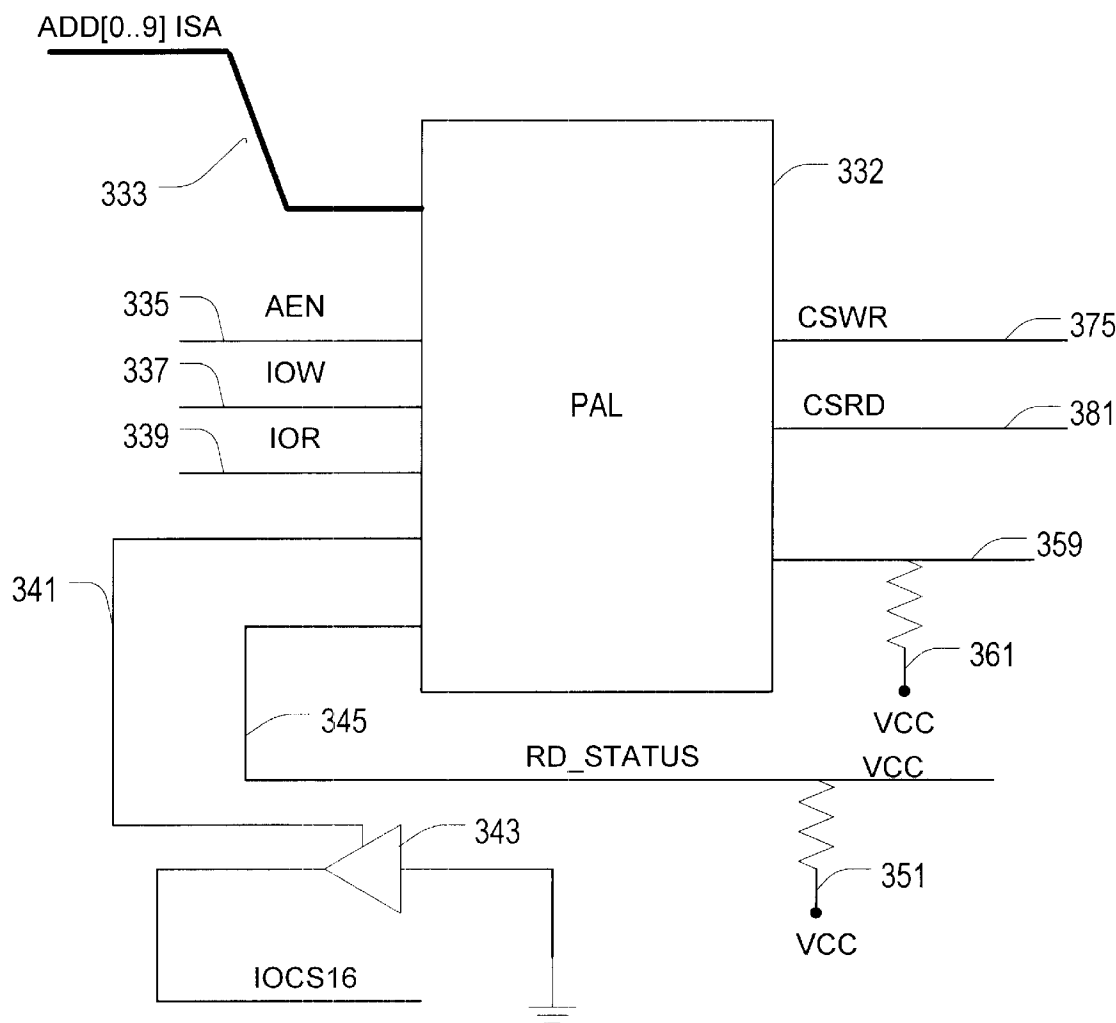 ADD[0..9] ISA
333
332
335 AEN
CSWR 375
337 IOW
PAL
CSRD 381
339 IOR
359
341
361
VCC
345
RD_STATUS VCC
343
351
VCC
IOCS16